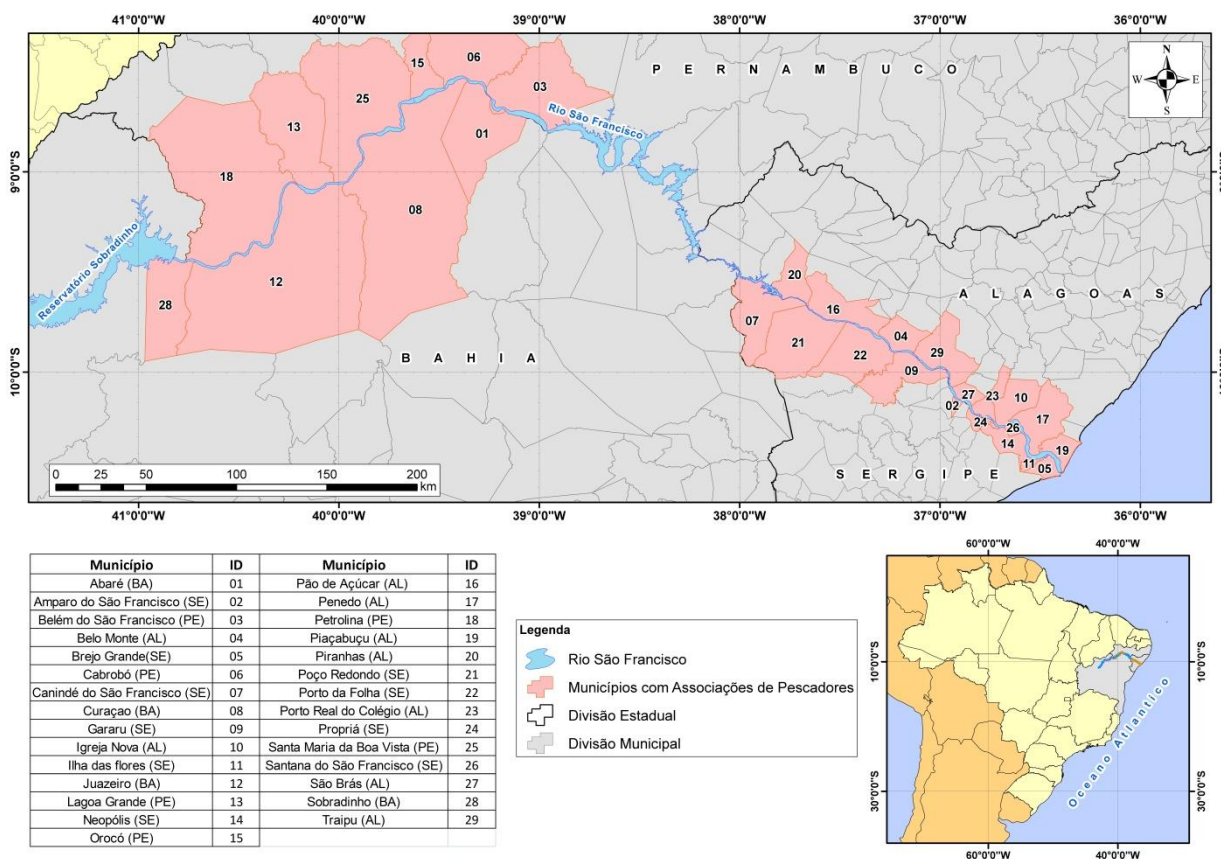 41°0'0"W 40°0'0"W 39°0'0"W 38°0'0"W 37°0'0"W 36°0'0"W
N
W E
S
P E R N A M B U C O
06
15
03
25
13
Rio São Francisco
01
9°0'0"S
18
08
Reservatório Sobradinho
12
20
28
A L A G O A S
16
07
04
21
22
29
B A H I A
09
10°0'0"S
27
23
10
02
17
24
26
14
19
11
05
S E R G I P E
0 25 50 100 150 200
km
41°0'0"W 40°0'0"W 39°0'0"W 38°0'0"W 37°0'0"W 36°0'0"W
Município ID Município ID
Abaré (BA) 01 Pão de Açúcar (AL) 16
Amparo do São Francisco (SE) 02 Penedo (AL) 17
Belém do São Francisco (PE) 03 Petrolina (PE) 18
Belo Monte (AL) 04 Piaçabuçu (AL) 19
Brejo Grande(SE) 05 Piranhas (AL) 20
Cabrobó (PE) 06 Poço Redondo (SE) 21
Canindé do São Francisco (SE) 07 Porto da Folha (SE) 22
Curaçao (BA) 08 Porto Real do Colégio (AL) 23
Gararu (SE) 09 Propriá (SE) 24
Igreja Nova (AL) 10 Santa Maria da Boa Vista (PE) 25
Ilha das flores (SE) 11 Santana do São Francisco (SE) 26
Juazeiro (BA) 12 São Brás (AL) 27
Lagoa Grande (PE) 13 Sobradinho (BA) 28
Neopólis (SE) 14 Traipu (AL) 29
Orocó (PE) 15
Legenda
Rio São Francisco
Municípios com Associações de Pescadores
Divisão Estadual
Divisão Municipal
60°0'0"W 40°0'0"W
10°0'0"S 10°0'0"S
Oceano Atlantico
30°0'0"S 30°0'0"S
60°0'0"W 40°0'0"W